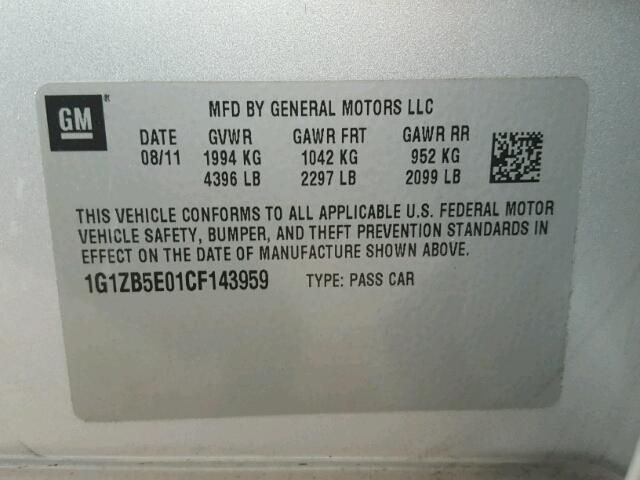 GM®
MFD BY GENERAL MOTORS LLC
DATE GVWR GAWR FRT GAWR RR
08/11 1994 KG 1042 KG 952 KG
4396 LB 2297 LB 2099 LB
THIS VEHICLE CONFORMS TO ALL APPLICABLE U.S. FEDERAL MOTOR
VEHICLE SAFETY, BUMPER, AND THEFT PREVENTION STANDARDS IN
EFFECT ON THE DATE OF MANUFACTURE SHOWN ABOVE.
1G1ZB5E01CF143959 TYPE: PASS CAR